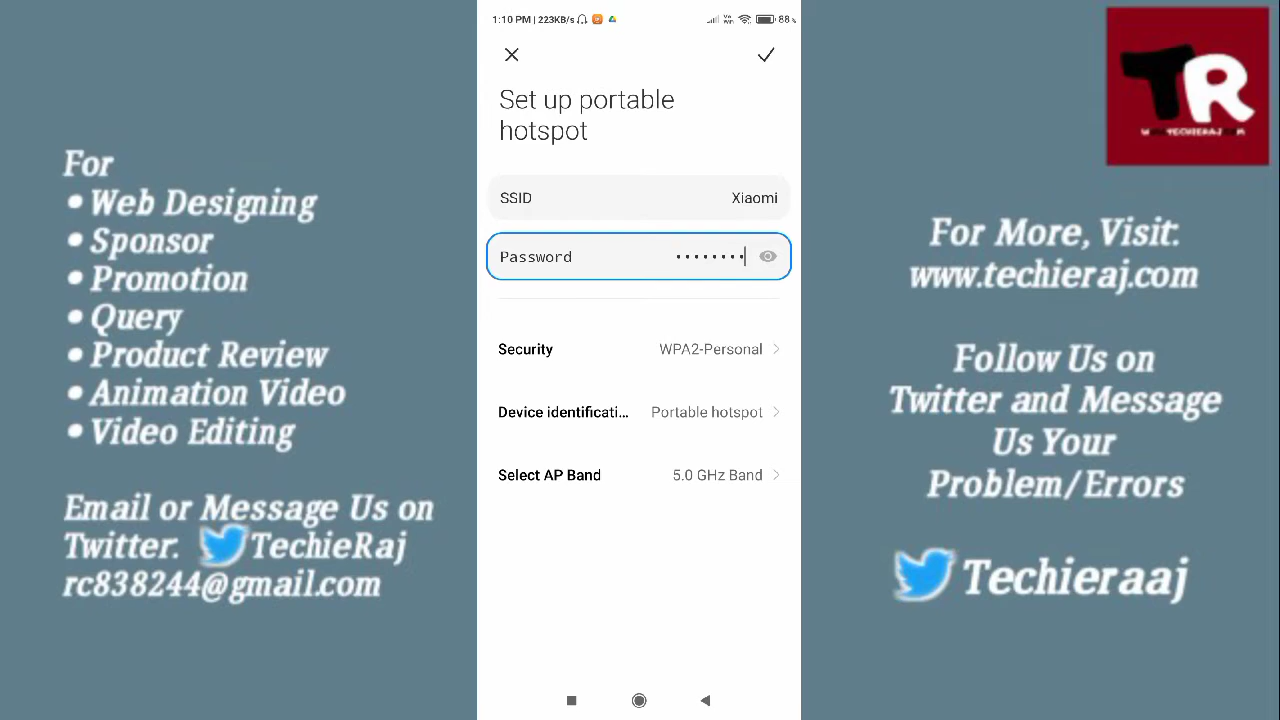 1:10 PM | 223KB/s
88%
Set up portable
hotspot
SSID
Xiaomi
Password
••••••••
Security
WPA2-Personal
Device identificati...
Portable hotspot
Select AP Band
5.0 GHz Band
For
• Web Designing
• Sponsor
• Promotion
• Query
• Product Review
• Animation Video
• Video Editing
Email or Message Us on
Twitter. TechieRaj
rc838244@gmail.com
TR
For More, Visit:
www.techieraj.com
Follow Us on
Twitter and Message
Us Your
Problem/Errors
Techieraaj